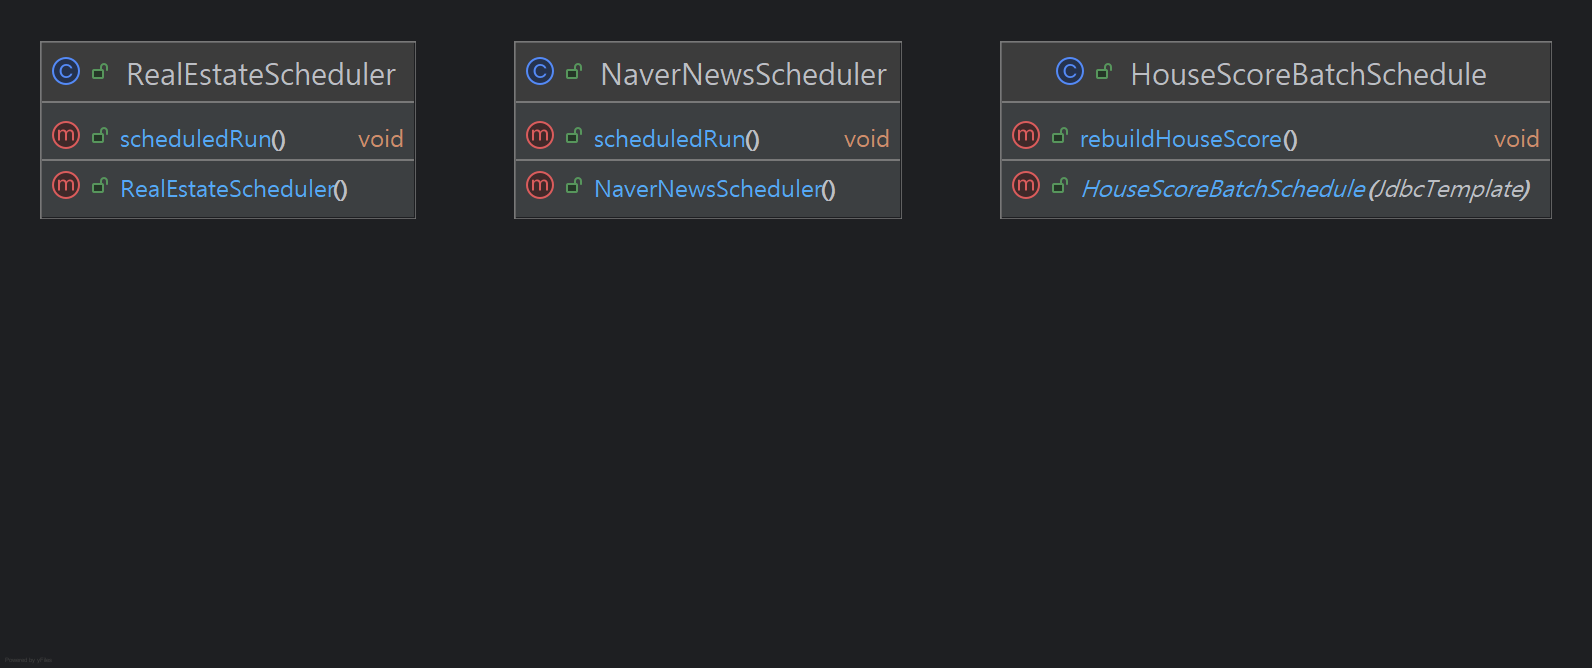 RealEstateScheduler
scheduledRun() void
RealEstateScheduler()
NaverNewsScheduler
scheduledRun() void
NaverNewsScheduler()
HouseScoreBatchSchedule
rebuildHouseScore() void
HouseScoreBatchSchedule(JdbcTemplate)
Powered by yFiles